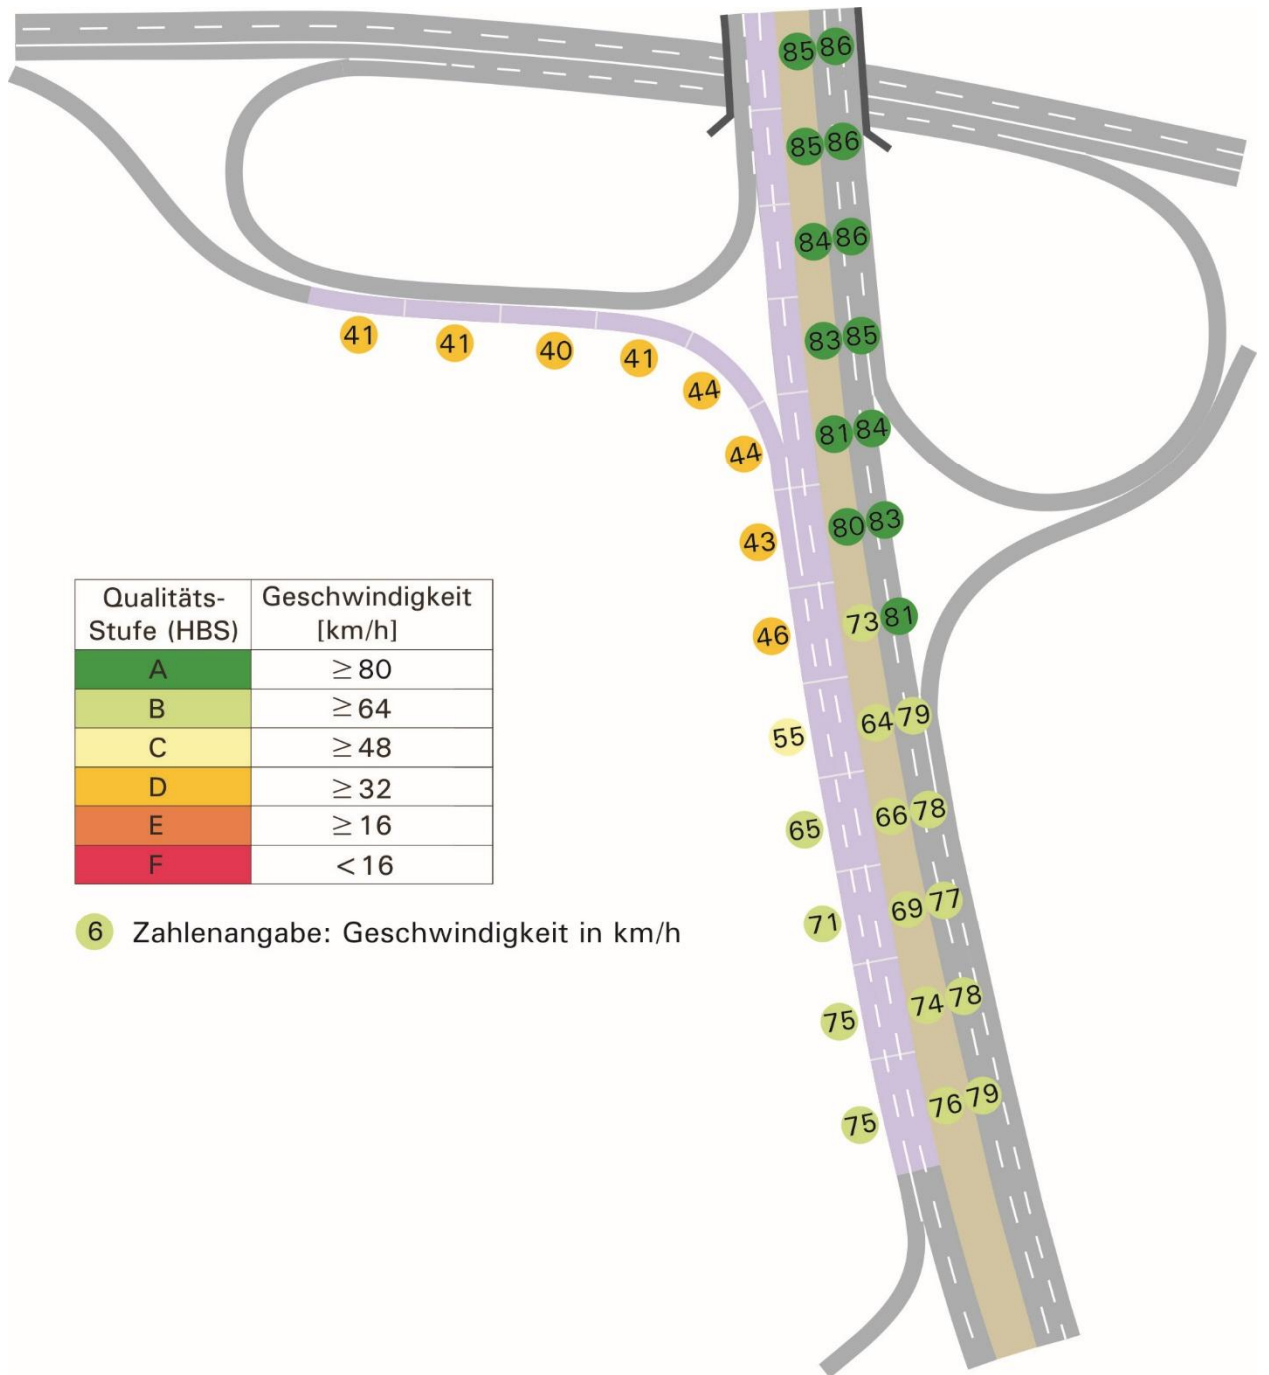 85 86
85 86
84 86
83 85
41 41 40 41
44
81 84
44
80 83
43
73 81
46
64 79
55
66 78
65
69 77
71
74 78
75
76 79
75
Qualitäts- Geschwindigkeit
Stufe (HBS) [km/h]
A ≥ 80
B ≥ 64
C ≥ 48
D ≥ 32
E ≥ 16
F < 16
6 Zahlenangabe: Geschwindigkeit in km/h